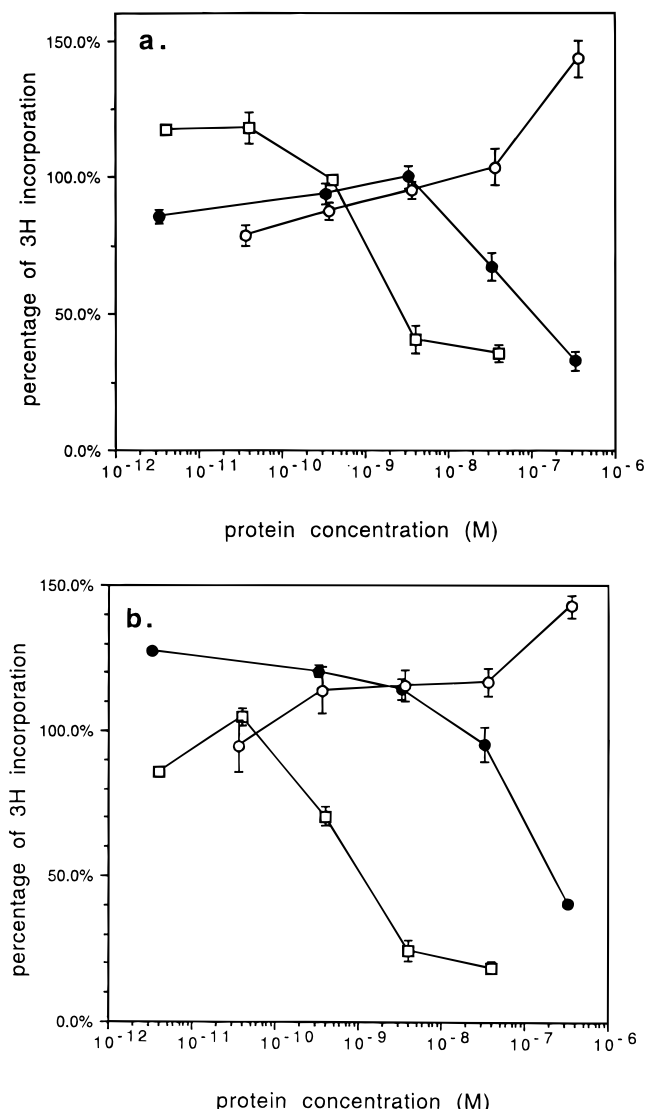 a.
150.0%
100.0%
50.0%
0.0%
percentage of 3H incorporation
10-12 10-11 10-10 10-9 10-8 10-7 10-6
protein concentration (M)
b.
150.0%
100.0%
50.0%
0.0%
percentage of 3H incorporation
10-12 10-11 10-10 10-9 10-8 10-7 10-6
protein concentration (M)